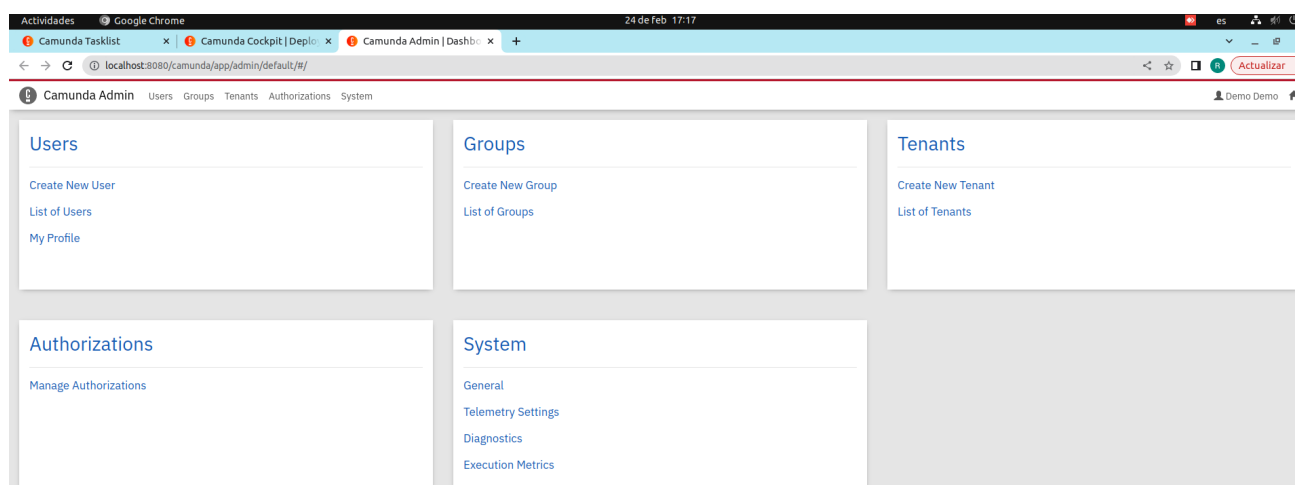 Actividades Google Chrome 24 de feb 17:17 es
Camunda Tasklist Camunda Cockpit | Deplo Camunda Admin | Dashbo
localhost:8080/camunda/app/admin/default/#/ R Actualizar
Camunda Admin Users Groups Tenants Authorizations System Demo Demo
Users
Create New User
List of Users
My Profile
Groups
Create New Group
List of Groups
Tenants
Create New Tenant
List of Tenants
Authorizations
Manage Authorizations
System
General
Telemetry Settings
Diagnostics
Execution Metrics